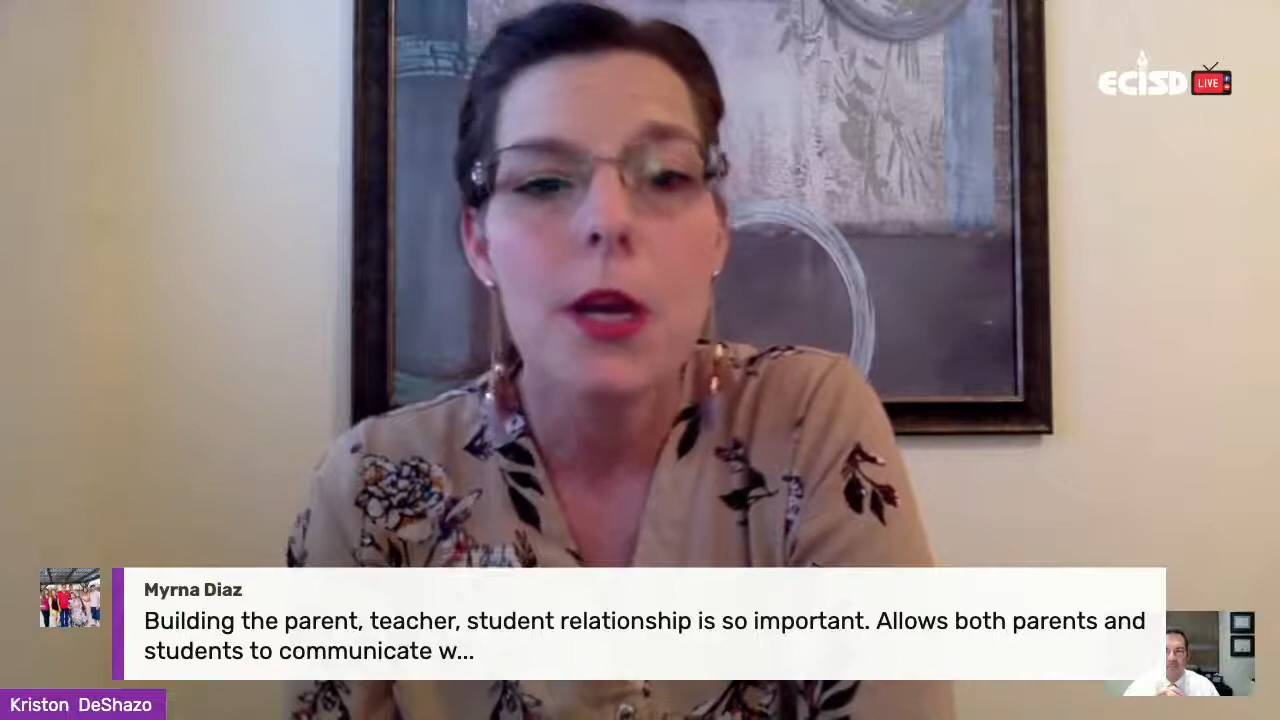 ECISD LIVE
Myrna Diaz
Building the parent, teacher, student relationship is so important. Allows both parents and
students to communicate w...
Kriston DeShazo